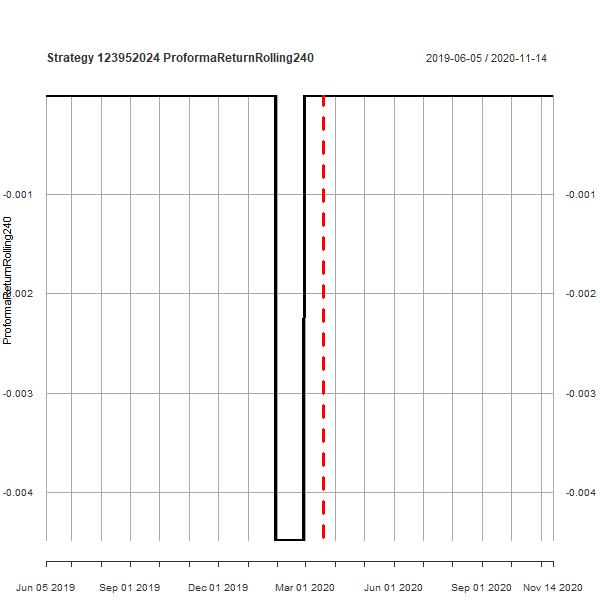 Strategy 123952024 ProformaReturnRolling240
2019-06-05 / 2020-11-14
ProformaReturnRolling240
-0.001
-0.001
-0.002
-0.002
-0.003
-0.003
-0.004
-0.004
Jun 05 2019
Sep 01 2019
Dec 01 2019
Mar 01 2020
Jun 01 2020
Sep 01 2020
Nov 14 2020